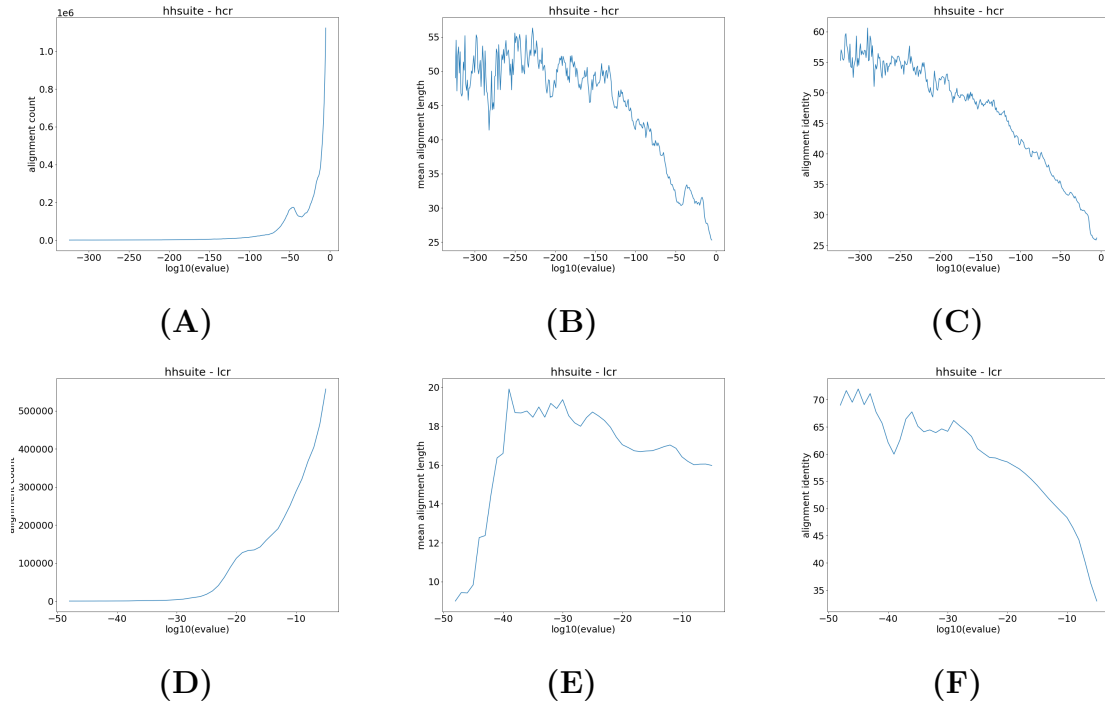 hhsuite - hcr
1e6
alignment count
1.0
0.8
0.6
0.4
0.2
0.0
−300 −250 −200 −150 −100 −50 0
log10(evalue)
(A)
hhsuite - hcr
mean alignment length
55
50
45
40
35
30
25
−300 −250 −200 −150 −100 −50 0
log10(evalue)
(B)
hhsuite - hcr
alignment identity
60
55
50
45
40
35
30
25
−300 −250 −200 −150 −100 −50 0
log10(evalue)
(C)
hhsuite - lcr
alignment count
500000
400000
300000
200000
100000
0
−50 −40 −30 −20 −10
log10(evalue)
(D)
hhsuite - lcr
mean alignment length
20
18
16
14
12
10
−50 −40 −30 −20 −10
log10(evalue)
(E)
hhsuite - lcr
alignment identity
70
65
60
55
50
45
40
35
−50 −40 −30 −20 −10
log10(evalue)
(F)